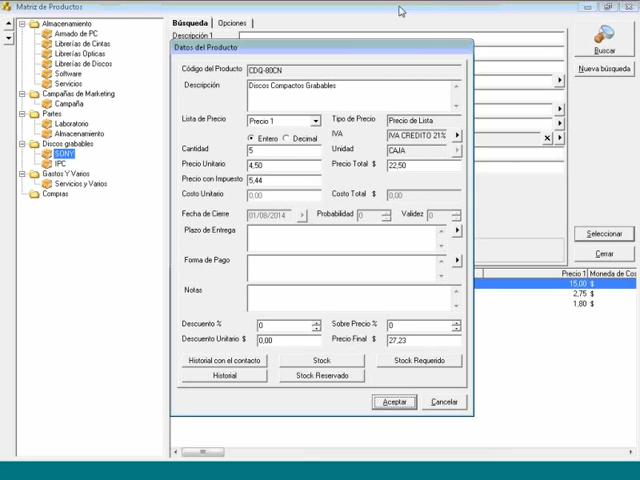 Matriz de Productos
Almacenamiento
Armado de PC
Librerías de Cintas
Librerías Opticas
Librerías de Discos
Software
Servicios
Campañas de Marketing
Campaña
Partes
Laboratorio
Almacenamiento
Discos grabables
SONY
IPC
Gastos Y Varios
Servicios y Varios
Compras
Búsqueda
Opciones
Descripción 1
Buscar
Nueva búsqueda
Seleccionar
Cerrar
Precio 1
Moneda de Cos
15,00 $
2,75 $
1,80 $
Datos del Producto
Código del Producto
CDQ-80CN
Descripción
Discos Compactos Grabables
Lista de Precio
Precio 1
Tipo de Precio
Precio de Lista
Entero
Decimal
IVA
IVA CREDITO 21%
Cantidad
5
Unidad
CAJA
Precio Unitario
4,50
Precio Total $
22,50
Precio con Impuesto
5,44
Costo Unitario
0,00
Costo Total $
0,00
Fecha de Cierre
01/08/2014
Probabilidad
0
Validez
0
Plazo de Entrega
Forma de Pago
Notas
Descuento %
0
Sobre Precio %
0
Descuento Unitario $
0,00
Precio Final $
27,23
Historial con el contacto
Stock
Stock Requerido
Historial
Stock Reservado
Aceptar
Cancelar